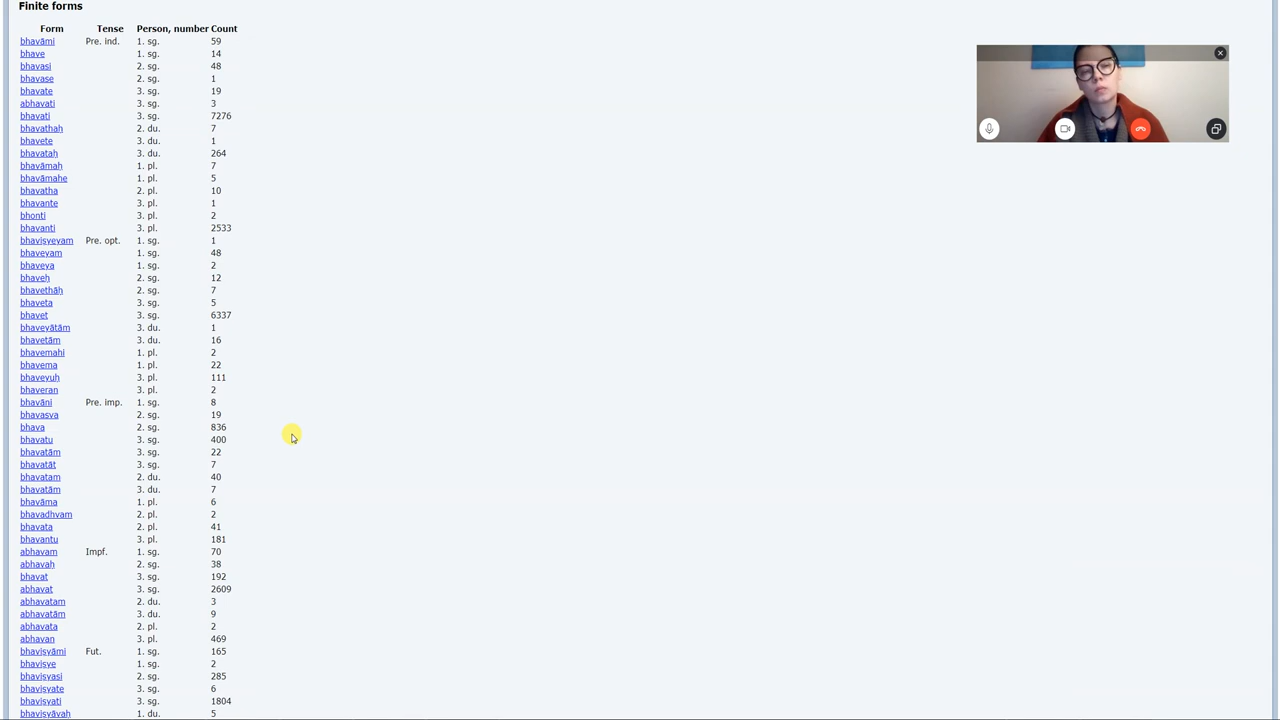 Finite forms
Form Tense Person, number Count
bhavāmi Pre. ind. 1. sg. 59
bhave 1. sg. 14
bhavasi 2. sg. 48
bhavase 2. sg. 1
bhavate 3. sg. 19
abhavati 3. sg. 3
bhavati 3. sg. 7276
bhavathaḥ 2. du. 7
bhavete 3. du. 1
bhavataḥ 3. du. 264
bhavāmaḥ 1. pl. 7
bhavāmahe 1. pl. 5
bhavatha 2. pl. 10
bhavante 3. pl. 1
bhonti 3. pl. 2
bhavanti 3. pl. 2533
bhaviṣyeyam Pre. opt. 1. sg. 1
bhaveyam 1. sg. 48
bhaveya 1. sg. 2
bhaveḥ 2. sg. 12
bhavethāḥ 2. sg. 7
bhaveta 3. sg. 5
bhavet 3. sg. 6337
bhaveyātām 3. du. 1
bhavetām 3. du. 16
bhavemahi 1. pl. 2
bhavema 1. pl. 22
bhaveyuḥ 3. pl. 111
bhaveran 3. pl. 2
bhavāni Pre. imp. 1. sg. 8
bhavasva 2. sg. 19
bhava 2. sg. 836
bhavatu 3. sg. 400
bhavatām 3. sg. 22
bhavatāt 3. sg. 7
bhavatam 2. du. 40
bhavatām 3. du. 7
bhavāma 1. pl. 6
bhavadhvam 2. pl. 2
bhavata 2. pl. 41
bhavantu 3. pl. 181
abhavam Impf. 1. sg. 70
abhavaḥ 2. sg. 38
bhavat 3. sg. 192
abhavat 3. sg. 2609
abhavatam 2. du. 3
abhavatām 3. du. 9
abhavata 2. pl. 2
abhavan 3. pl. 469
bhaviṣyāmi Fut. 1. sg. 165
bhaviṣye 1. sg. 2
bhaviṣyasi 2. sg. 285
bhaviṣyate 3. sg. 6
bhaviṣyati 3. sg. 1804
bhaviṣyāvaḥ 1. du. 5